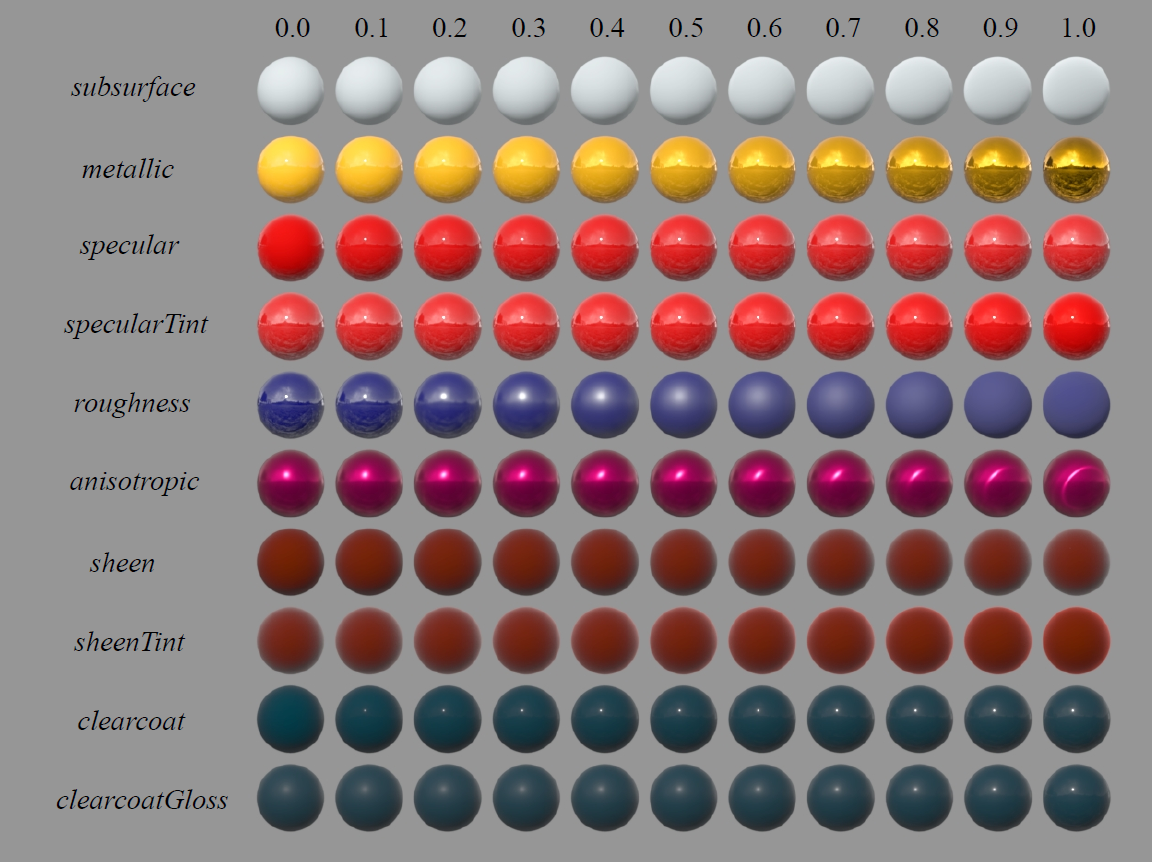 0.0 0.1 0.2 0.3 0.4 0.5 0.6 0.7 0.8 0.9 1.0
subsurface
metallic
specular
specularTint
roughness
anisotropic
sheen
sheenTint
clearcoat
clearcoatGloss